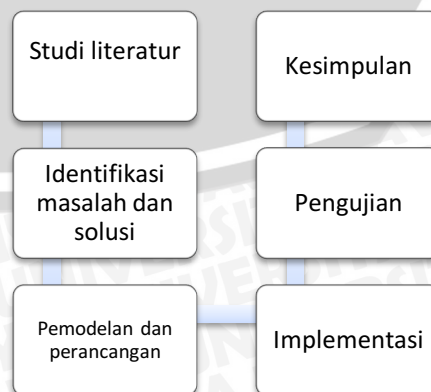 Studi literatur
Identifikasi
masalah dan
solusi
Pemodelan dan
perancangan
Implementasi
Pengujian
Kesimpulan